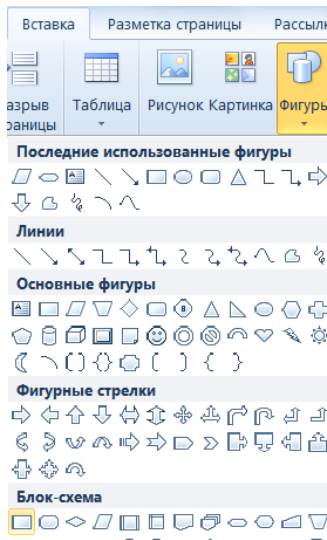 Вставка Разметка страницы Рассылк
азрыв Таблица Рисунок Картинка Фигуры
раницы
Последние использованные фигуры
Линии
Основные фигуры
Фигурные стрелки
Блок-схема